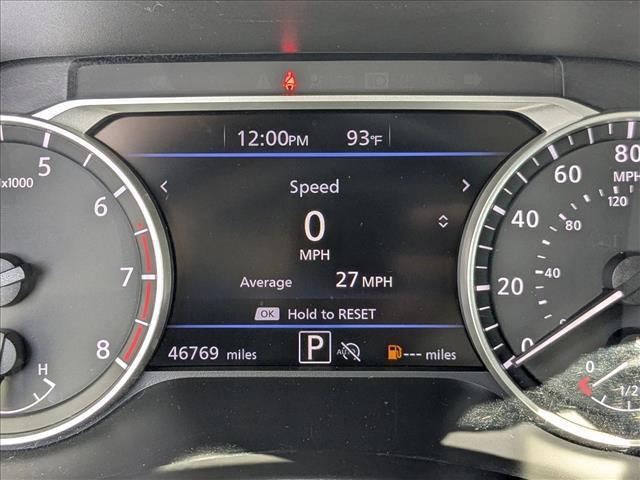 12:00PM 93°F
Speed
0
MPH
Average 27 MPH
OK Hold to RESET
46769 miles P AUTO --- miles
x1000
5
6
7
8
H
80
MPH
60
40
20
0
120
80
40
0
1/2